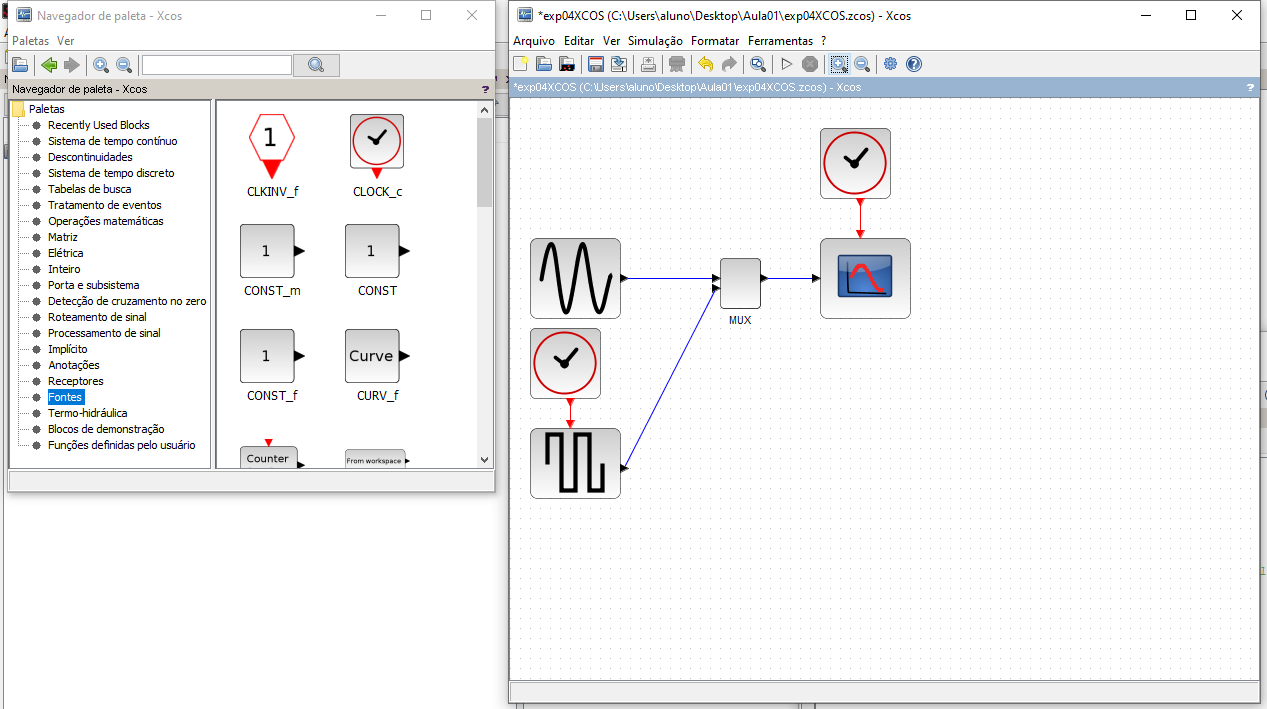 Navegador de paleta - Xcos
Paletas Ver
Navegador de paleta - Xcos ?
Paletas
Recently Used Blocks
Sistema de tempo contínuo
Descontinuidades
Sistema de tempo discreto
Tabelas de busca
Tratamento de eventos
Operações matemáticas
Matriz
Elétrica
Inteiro
Porta e subsistema
Detecção de cruzamento no zero
Roteamento de sinal
Processamento de sinal
Implícito
Anotações
Receptores
Fontes
Termo-hidráulica
Blocos de demonstração
Funções definidas pelo usuário
1
CLKINV_f
CLOCK_c
1
CONST_m
1
CONST
1
CONST_f
Curve
CURV_f
Counter
From workspace
*exp04XCOS (C:\Users\aluno\Desktop\Aula01\exp04XCOS.zcos) - Xcos
Arquivo Editar Ver Simulação Formatar Ferramentas ?
*exp04XCOS (C:\Users\aluno\Desktop\Aula01\exp04XCOS.zcos) - Xcos ?
MUX